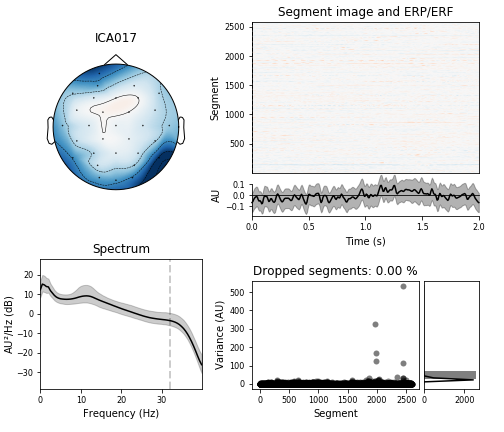 ICA017
Segment image and ERP/ERF
2500
2000
1500
1000
500
Segment
0.1
0.0
−0.1
AU
0.0 0.5 1.0 1.5 2.0
Time (s)
Spectrum
20
10
0
−10
−20
−30
AU²/Hz (dB)
0 10 20 30
Frequency (Hz)
Dropped segments: 0.00 %
500
400
300
200
100
0
Variance (AU)
0 500 1000 1500 2000 2500
Segment
0 2000